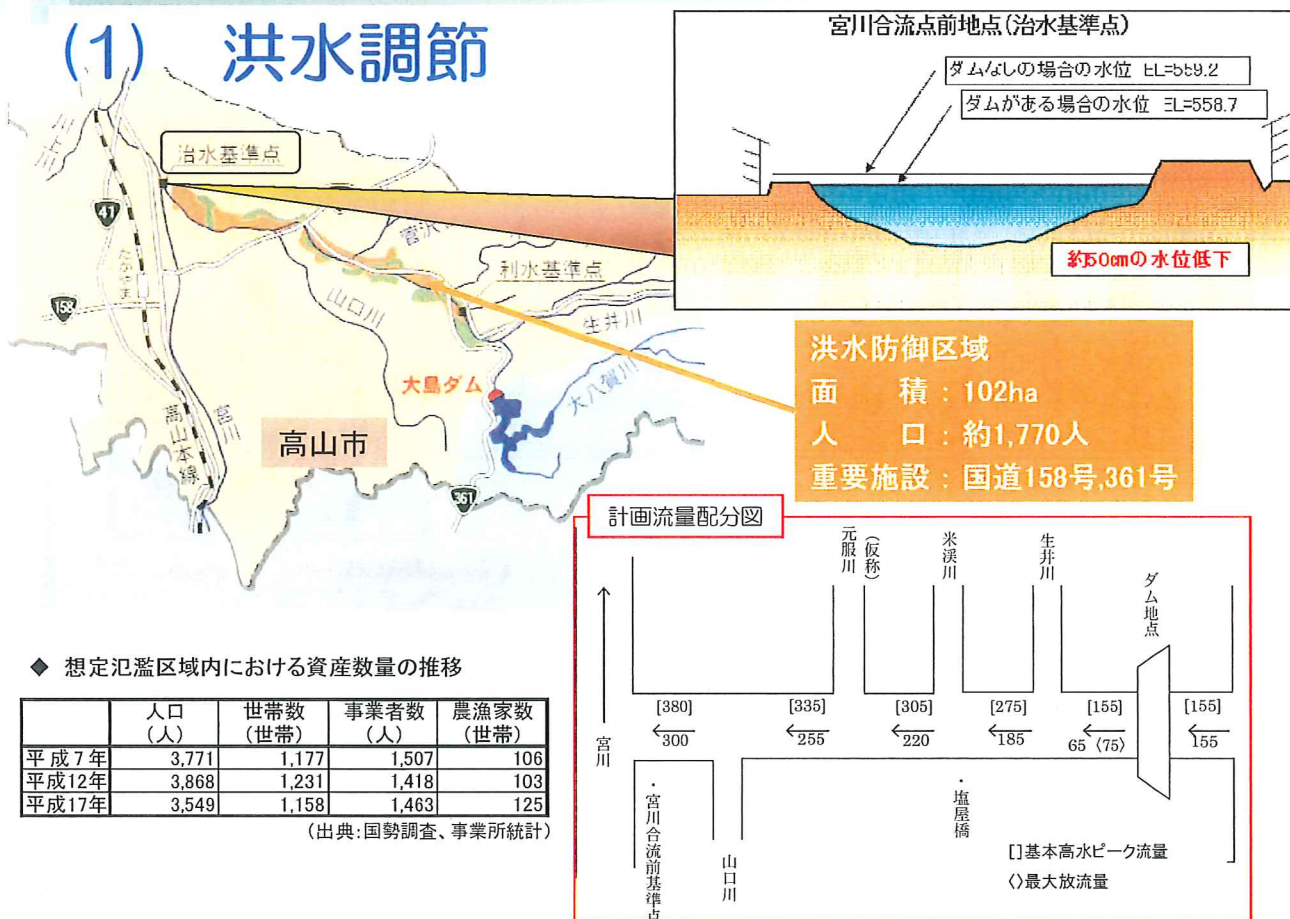 (1) 洪水調節
宮川合流点前地点(治水基準点)
ダムなしの場合の水位 EL=559.2
ダムがある場合の水位 EL=558.7
約50cmの水位低下
川上川
治水基準点
41
たかやま
158
宮沢
利水基準点
山口川
生井川
大島ダム
大八賀川
高山本線
宮川
高山市
361
洪水防御区域
面 積:102ha
人 口:約1,770人
重要施設:国道158号,361号
計画流量配分図
元服川
(仮称)
米渓川
生井川
ダム地点
[380] [335] [305] [275] [155] [155]
300 255 220 185 65〈75〉 155
宮川
・宮川合流前基準点
山口川
・塩屋橋
[]基本高水ピーク流量
〈〉最大放流量
◆ 想定氾濫区域内における資産数量の推移
人口(人) 世帯数(世帯) 事業者数(人) 農漁家数(世帯)
平成7年 3,771 1,177 1,507 106
平成12年 3,868 1,231 1,418 103
平成17年 3,549 1,158 1,463 125
(出典:国勢調査、事業所統計)